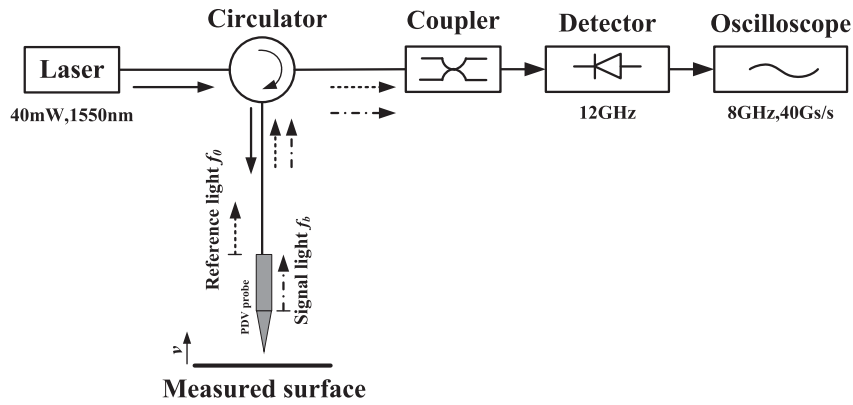 Circulator
Coupler
Detector
Oscilloscope
Laser
40mW,1550nm
12GHz
8GHz,40Gs/s
Reference light f₀
Signal light f_b
PDV probe
v
Measured surface